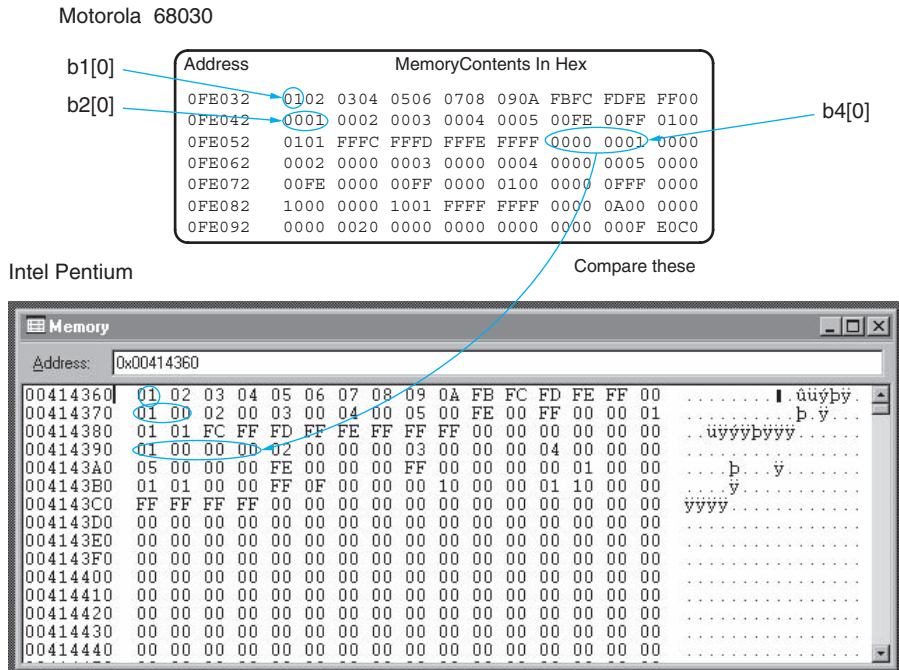 Motorola 68030
b1[0]
b2[0]
b4[0]
Address MemoryContents In Hex
0FE032 0102 0304 0506 0708 090A FBFC FDFE FF00
0FE042 0001 0002 0003 0004 0005 00FE 00FF 0100
0FE052 0101 FFFC FFFD FFFE FFFF 0000 0001 0000
0FE062 0002 0000 0003 0000 0004 0000 0005 0000
0FE072 00FE 0000 00FF 0000 0100 0000 0FFF 0000
0FE082 1000 0000 1001 FFFF FFFF 0000 0A00 0000
0FE092 0000 0020 0000 0000 0000 0000 000F E0C0
Compare these
Intel Pentium
Memory
Address: 0x00414360
00414360 01 02 03 04 05 06 07 08 09 0A FB FC FD FE FF 00 . . . . . . . . . ▌ ûüýþÿ .
00414370 01 00 02 00 03 00 04 00 05 00 FE 00 FF 00 00 01 . . . . . . . . . . þ . ÿ . . .
00414380 01 01 FC FF FD FF FE FF FF FF 00 00 00 00 00 00 . . üÿýÿþÿÿÿ . . . . . .
00414390 01 00 00 00 02 00 00 00 03 00 00 00 04 00 00 00 . . . . . . . . . . . . . . . .
004143A0 05 00 00 00 FE 00 00 00 FF 00 00 00 00 01 00 00 . . . . þ . . . ÿ . . . . . . .
004143B0 01 01 00 00 FF 0F 00 00 00 10 00 00 01 10 00 00 . . . . ÿ . . . . . . . . . . .
004143C0 FF FF FF FF 00 00 00 00 00 00 00 00 00 00 00 00 ÿÿÿÿ . . . . . . . . . . . .
004143D0 00 00 00 00 00 00 00 00 00 00 00 00 00 00 00 00 . . . . . . . . . . . . . . . .
004143E0 00 00 00 00 00 00 00 00 00 00 00 00 00 00 00 00 . . . . . . . . . . . . . . . .
004143F0 00 00 00 00 00 00 00 00 00 00 00 00 00 00 00 00 . . . . . . . . . . . . . . . .
00414400 00 00 00 00 00 00 00 00 00 00 00 00 00 00 00 00 . . . . . . . . . . . . . . . .
00414410 00 00 00 00 00 00 00 00 00 00 00 00 00 00 00 00 . . . . . . . . . . . . . . . .
00414420 00 00 00 00 00 00 00 00 00 00 00 00 00 00 00 00 . . . . . . . . . . . . . . . .
00414430 00 00 00 00 00 00 00 00 00 00 00 00 00 00 00 00 . . . . . . . . . . . . . . . .
00414440 00 00 00 00 00 00 00 00 00 00 00 00 00 00 00 00 . . . . . . . . . . . . . . . .